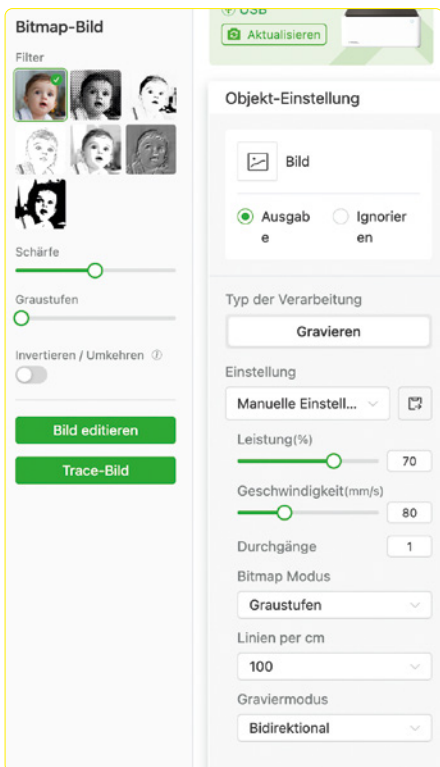 Bitmap-Bild
Filter
Schärfe
Graustufen
Invertieren / Umkehren
Bild editieren
Trace-Bild
USB
Aktualisieren
Objekt-Einstellung
Bild
Ausgab
e
Ignorier
en
Typ der Verarbeitung
Gravieren
Einstellung
Manuelle Einstell...
Leistung(%)
70
Geschwindigkeit(mm/s)
80
Durchgänge
1
Bitmap Modus
Graustufen
Linien per cm
100
Graviermodus
Bidirektional